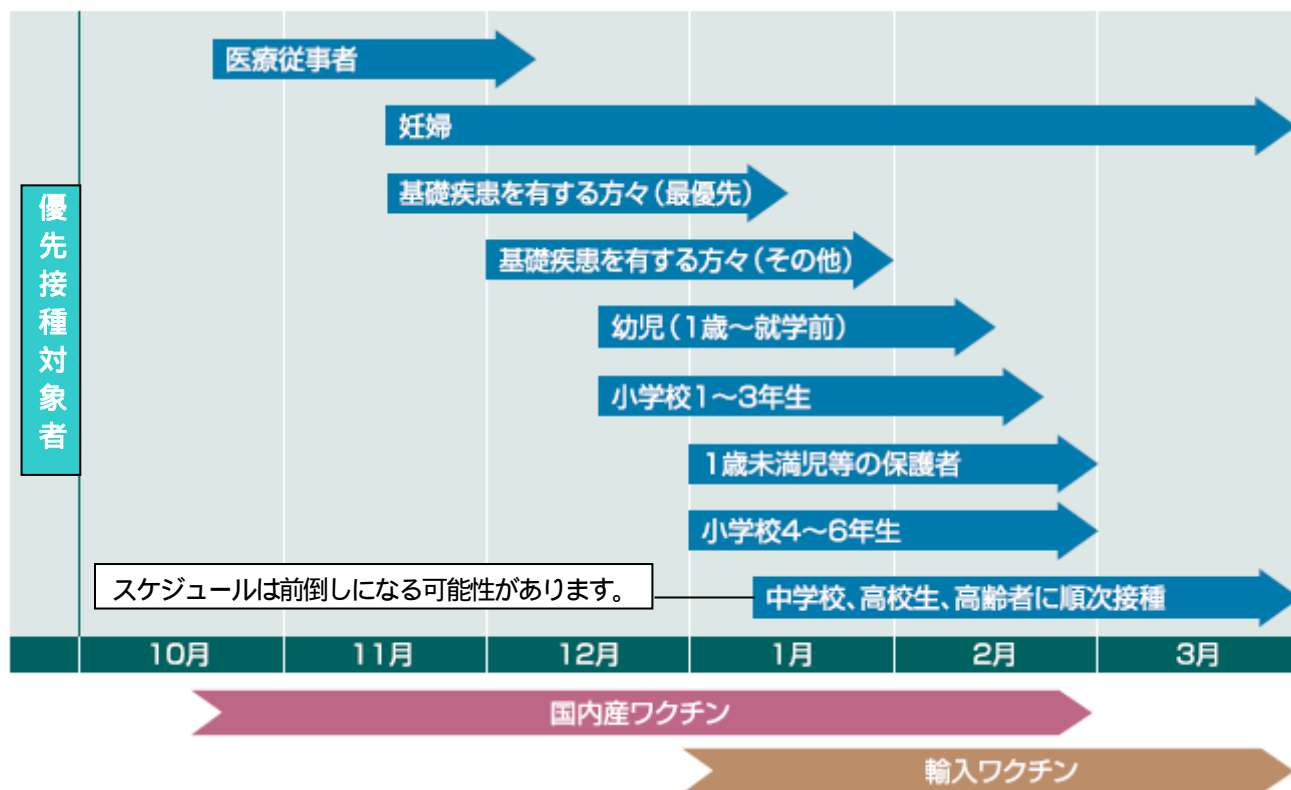 優先接種対象者
医療従事者
妊婦
基礎疾患を有する方々（最優先）
基礎疾患を有する方々（その他）
幼児（1歳〜就学前）
小学校1〜3年生
1歳未満児等の保護者
小学校4〜6年生
スケジュールは前倒しになる可能性があります。
中学校、高校生、高齢者に順次接種
10月 11月 12月 1月 2月 3月
国内産ワクチン
輸入ワクチン